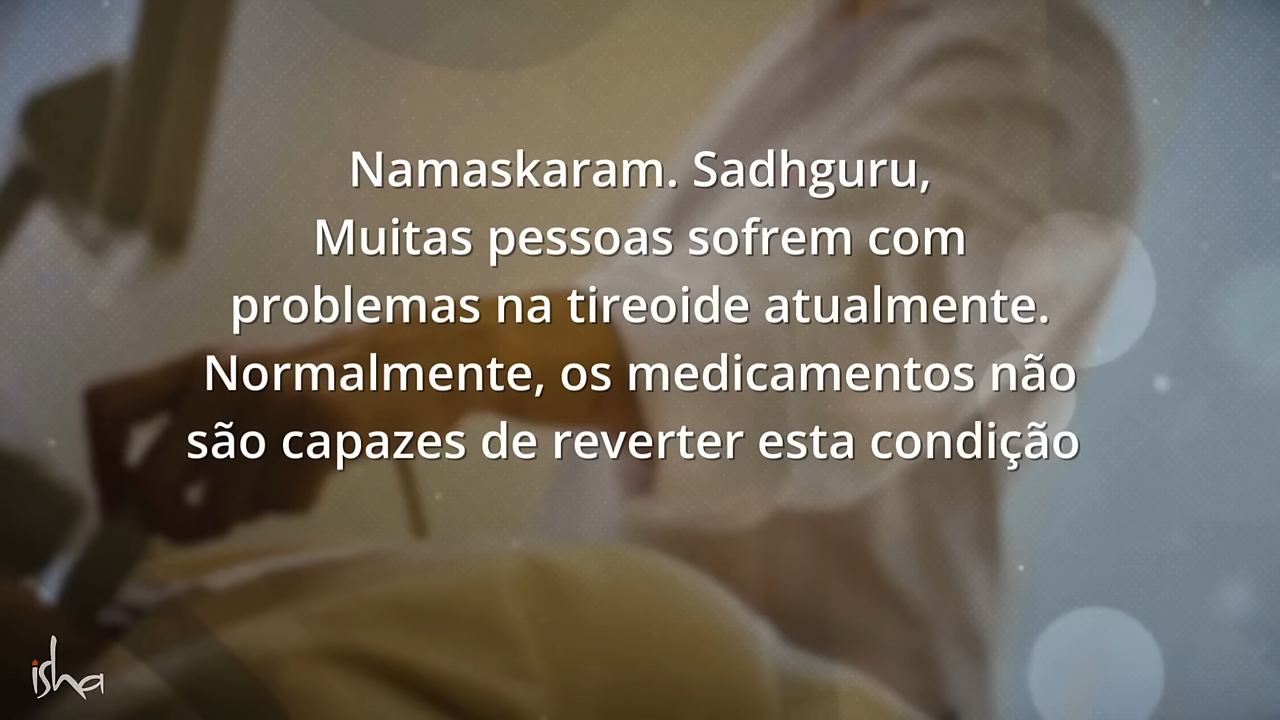 Namaskaram. Sadhguru,
Muitas pessoas sofrem com
problemas na tireoide atualmente.
Normalmente, os medicamentos não
são capazes de reverter esta condição
isha